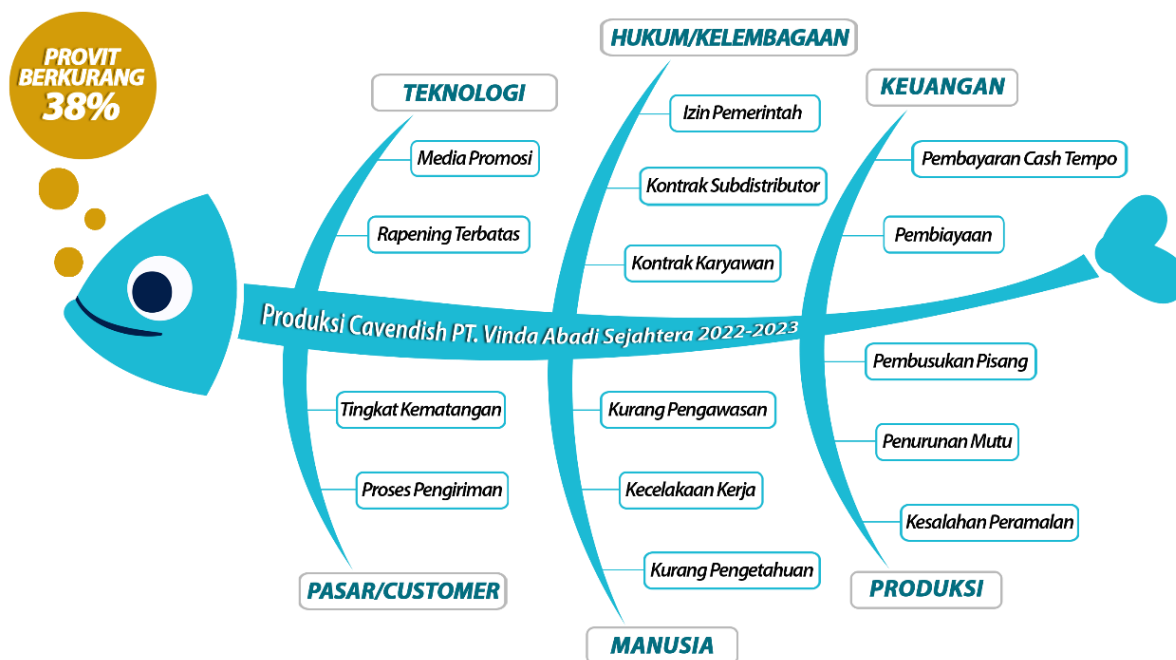 PROVIT
BERKURANG
38%
TEKNOLOGI
Media Promosi
Rapening Terbatas
HUKUM/KELEMBAGAAN
Izin Pemerintah
Kontrak Subdistributor
Kontrak Karyawan
KEUANGAN
Pembayaran Cash Tempo
Pembiayaan
Produksi Cavendish PT. Vinda Abadi Sejahtera 2022-2023
Tingkat Kematangan
Proses Pengiriman
PASAR/CUSTOMER
Kurang Pengawasan
Kecelakaan Kerja
Kurang Pengetahuan
MANUSIA
Pembusukan Pisang
Penurunan Mutu
Kesalahan Peramalan
PRODUKSI